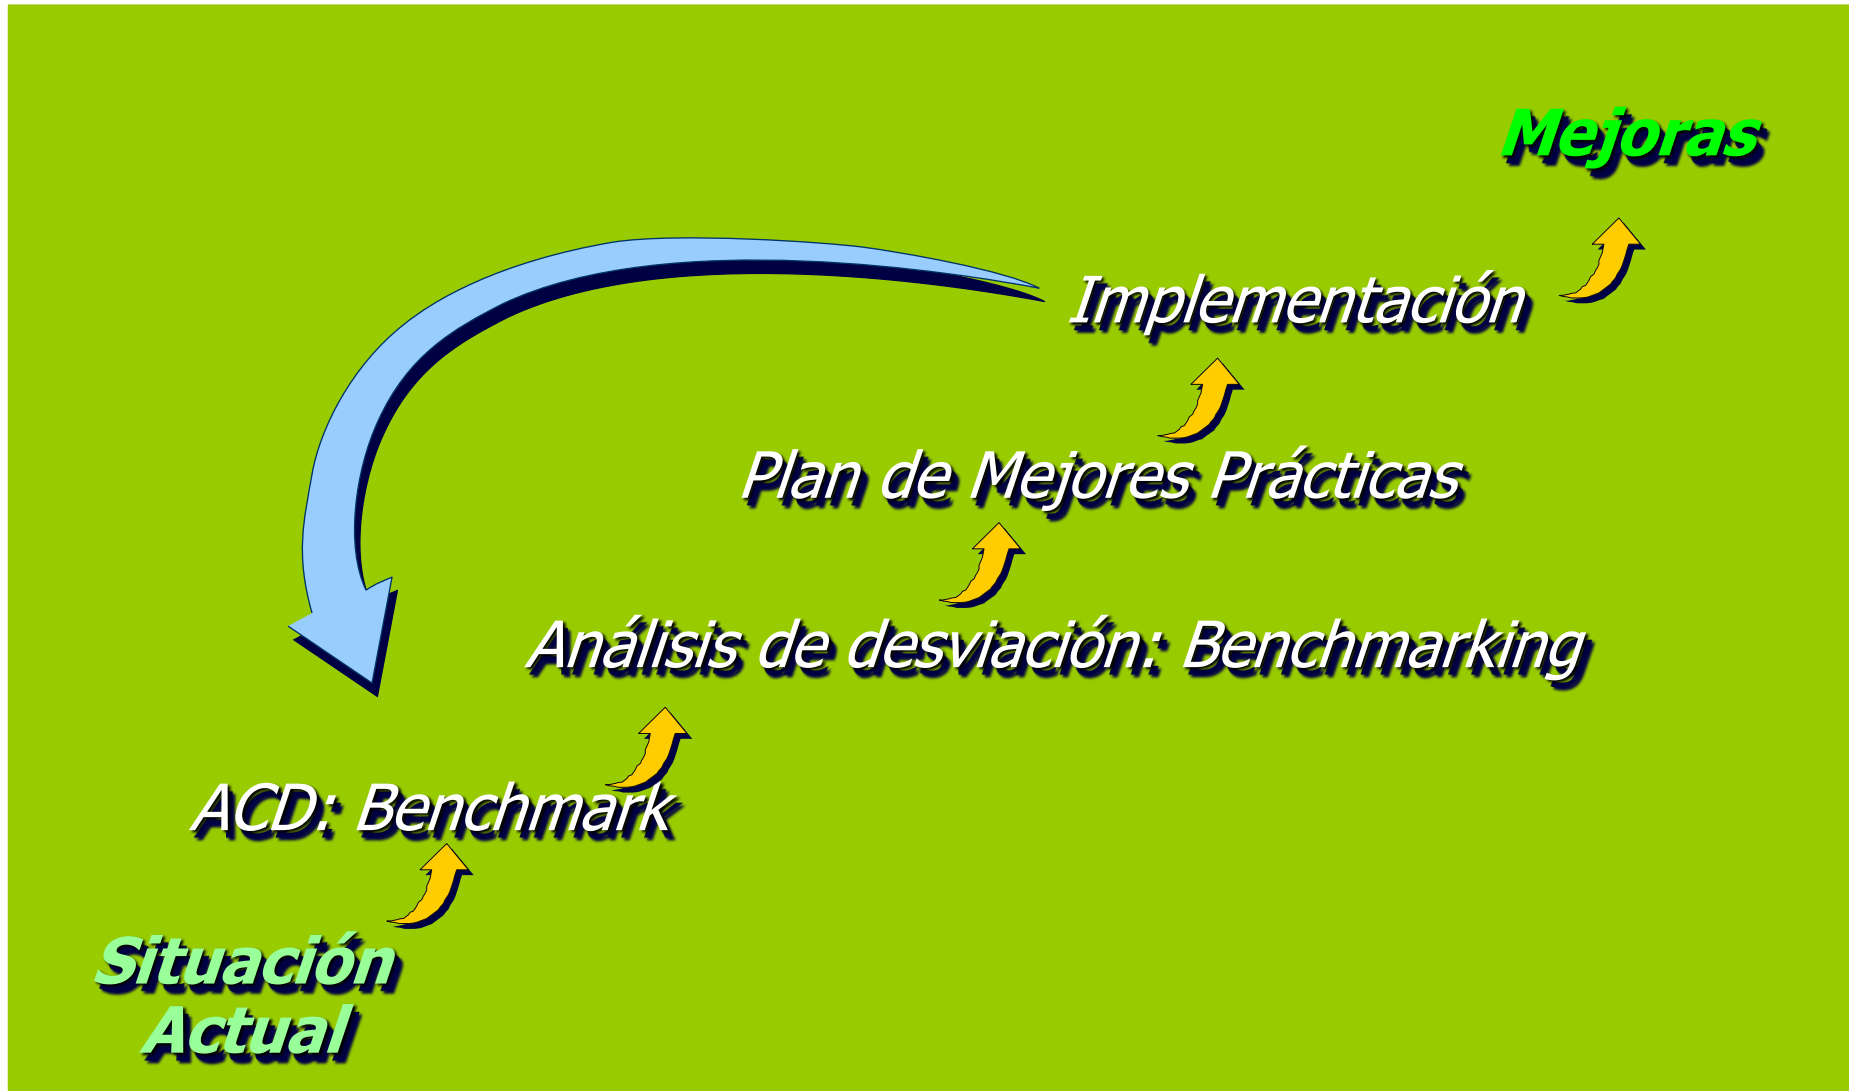 Mejoras
Implementación
Plan de Mejores Prácticas
Análisis de desviación: Benchmarking
ACD: Benchmark
Situación
Actual